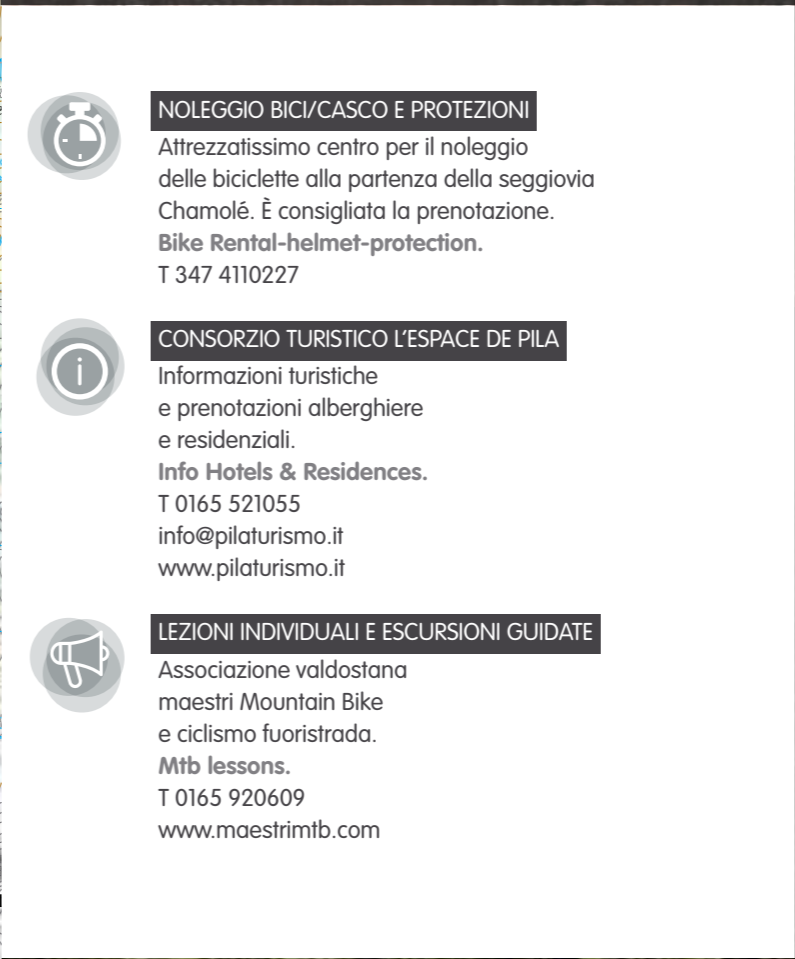 NOLEGGIO BICI/CASCO E PROTEZIONI
Attrezzatissimo centro per il noleggio
delle biciclette alla partenza della seggiovia
Chamolé. È consigliata la prenotazione.
Bike Rental-helmet-protection.
T 347 4110227
CONSORZIO TURISTICO L'ESPACE DE PILA
i
Informazioni turistiche
e prenotazioni alberghiere
e residenziali.
Info Hotels & Residences.
T 0165 521055
info@pilaturismo.it
www.pilaturismo.it
LEZIONI INDIVIDUALI E ESCURSIONI GUIDATE
Associazione valdostana
maestri Mountain Bike
e ciclismo fuoristrada.
Mtb lessons.
T 0165 920609
www.maestrimtb.com